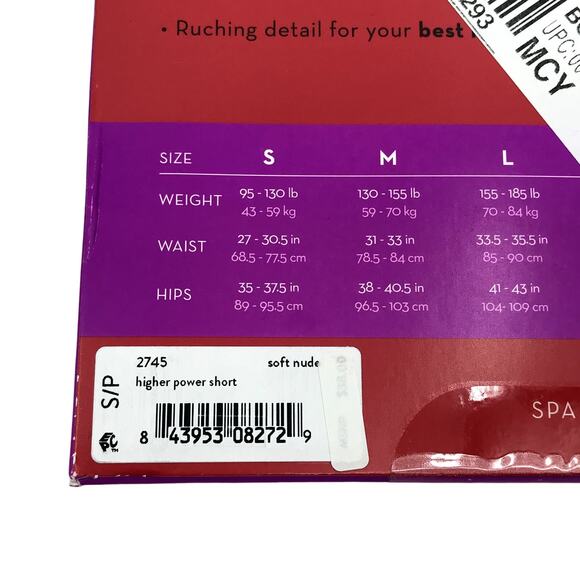 • Ruching detail for your best
293
UPC:00
MCY
SIZE S M L
WEIGHT 95 - 130 lb 130 - 155 lb 155 - 185 lb
43 - 59 kg 59 - 70 kg 70 - 84 kg
WAIST 27 - 30.5 in 31 - 33 in 33.5 - 35.5 in
68.5 - 77.5 cm 78.5 - 84 cm 85 - 90 cm
HIPS 35 - 37.5 in 38 - 40.5 in 41 - 43 in
89 - 95.5 cm 96.5 - 103 cm 104- 109 cm
S/P
2745 soft nude
higher power short
8 43953 08272 9
SPA